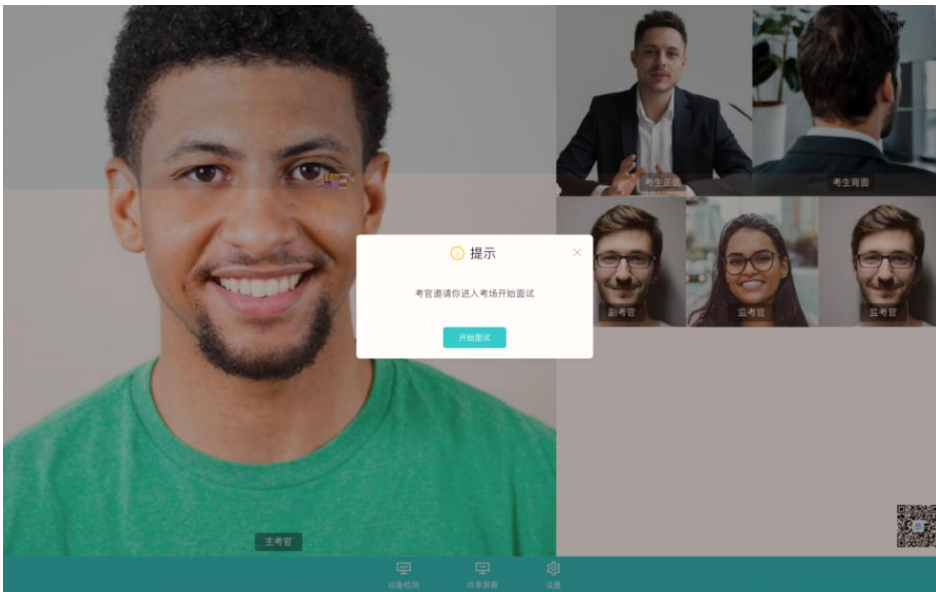 考生正面
考生背面
提示
考官邀请你进入考场开始面试
开始面试
副考官
监考官
监考官
主考官
设备检测
共享屏幕
设置